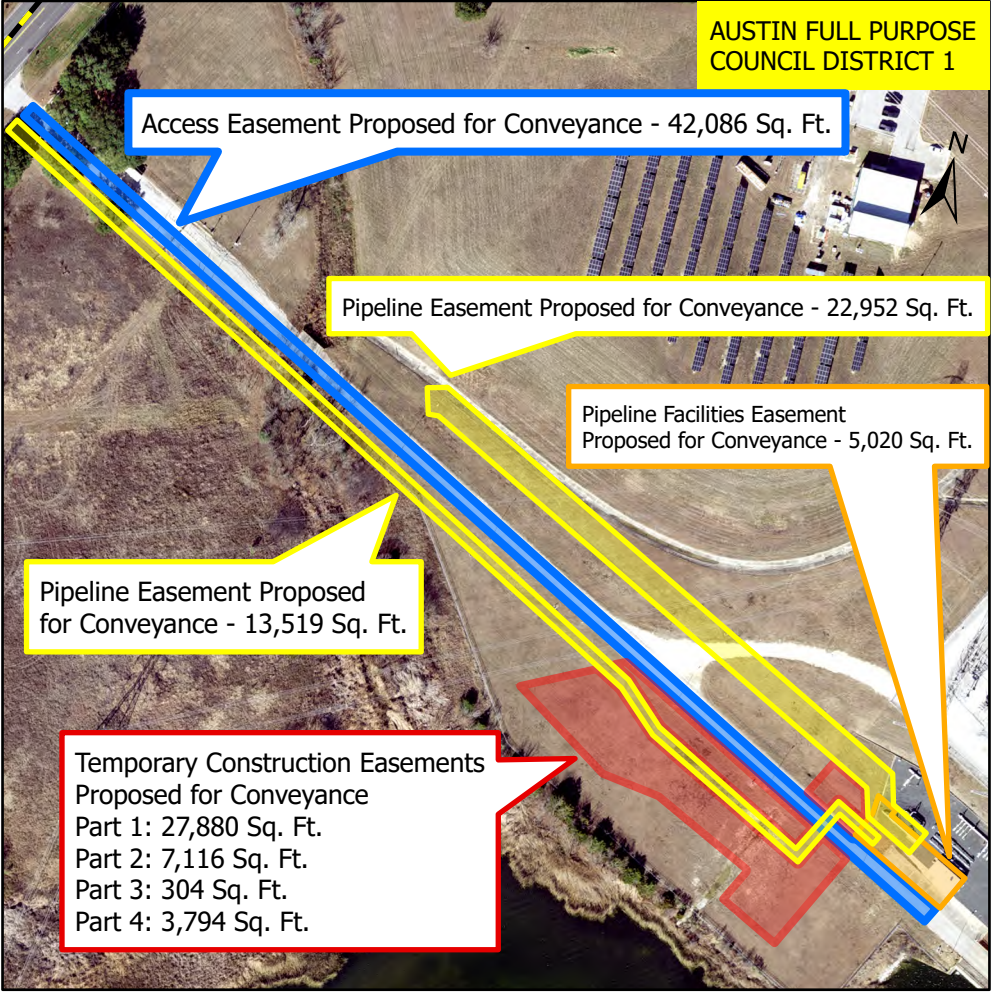 AUSTIN FULL PURPOSE
COUNCIL DISTRICT 1
Access Easement Proposed for Conveyance - 42,086 Sq. Ft.
N
Pipeline Easement Proposed for Conveyance - 22,952 Sq. Ft.
Pipeline Facilities Easement
Proposed for Conveyance - 5,020 Sq. Ft.
Pipeline Easement Proposed
for Conveyance - 13,519 Sq. Ft.
Temporary Construction Easements
Proposed for Conveyance
Part 1: 27,880 Sq. Ft.
Part 2: 7,116 Sq. Ft.
Part 3: 304 Sq. Ft.
Part 4: 3,794 Sq. Ft.